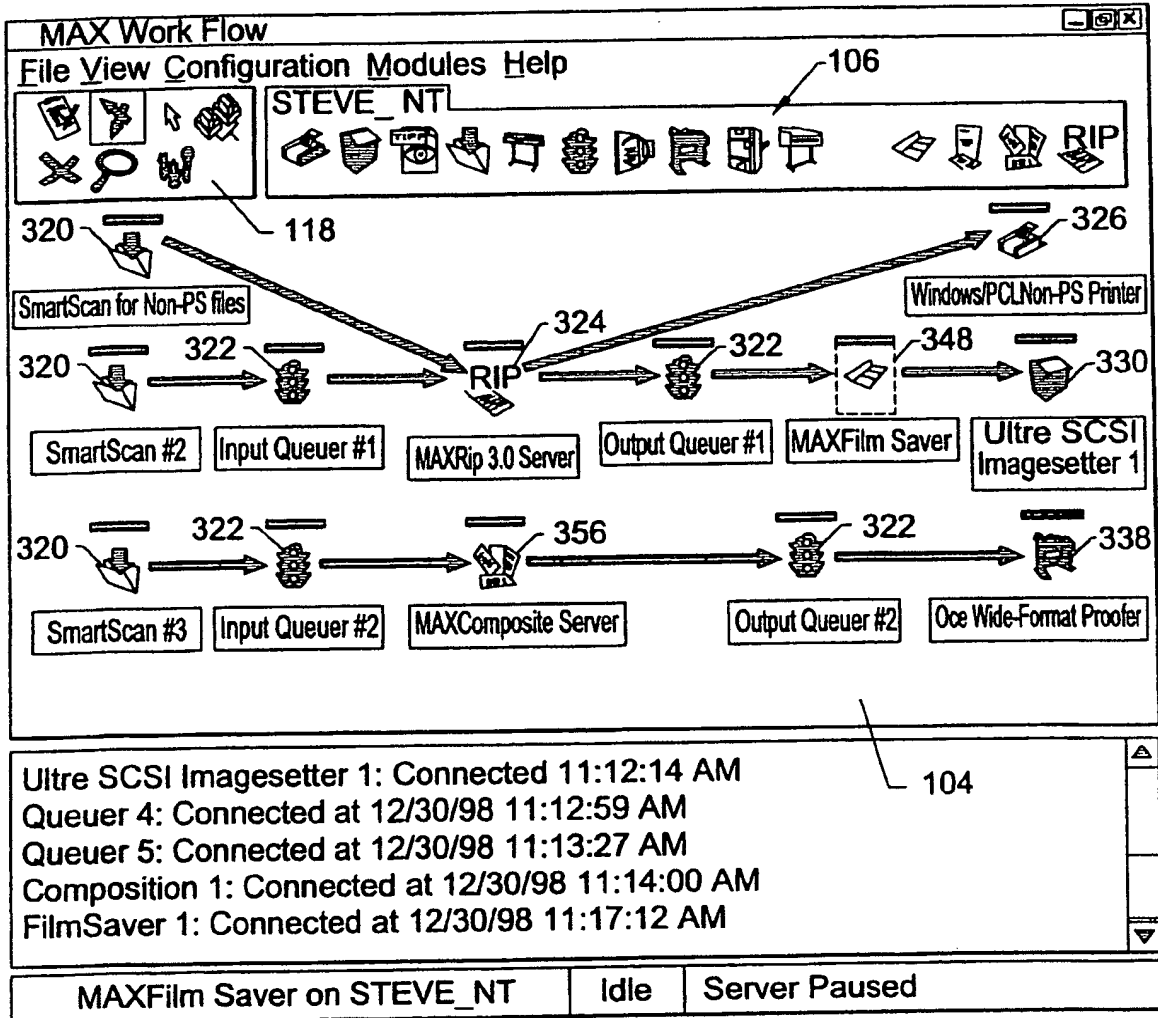 MAX Work Flow
File View Configuration Modules Help
106
STEVE_NT
TIFF
RIP
118
320
326
SmartScan for Non-PS files
Windows/PCLNon-PS Printer
324
320
322
RIP
322
348
330
SmartScan #2
Input Queuer #1
MAXRip 3.0 Server
Output Queuer #1
MAXFilm Saver
Ultre SCSI
Imagesetter 1
320
322
356
322
338
SmartScan #3
Input Queuer #2
MAXComposite Server
Output Queuer #2
Oce Wide-Format Proofer
104
Ultre SCSI Imagesetter 1: Connected 11:12:14 AM
Queuer 4: Connected at 12/30/98 11:12:59 AM
Queuer 5: Connected at 12/30/98 11:13:27 AM
Composition 1: Connected at 12/30/98 11:14:00 AM
FilmSaver 1: Connected at 12/30/98 11:17:12 AM
MAXFilm Saver on STEVE_NT
Idle
Server Paused